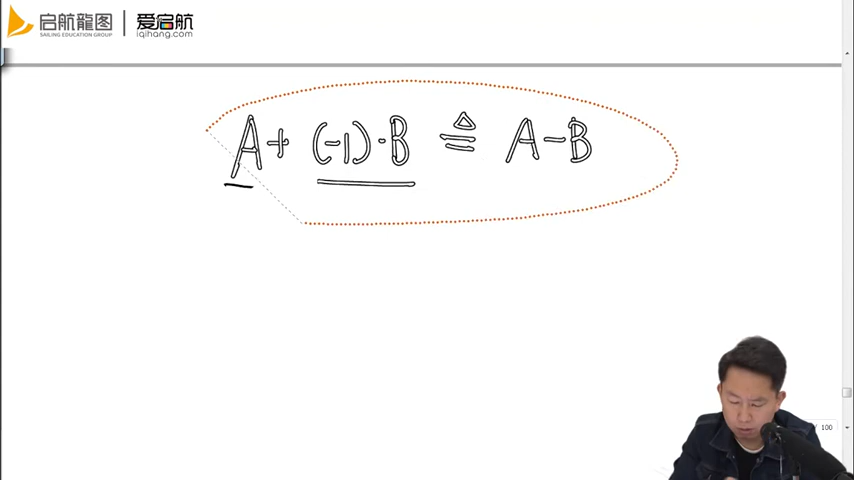 启航龍图 爱启航
SAILING EDUCATION GROUP iqihang.com
A + (-1)·B ≜ A-B
/ 100